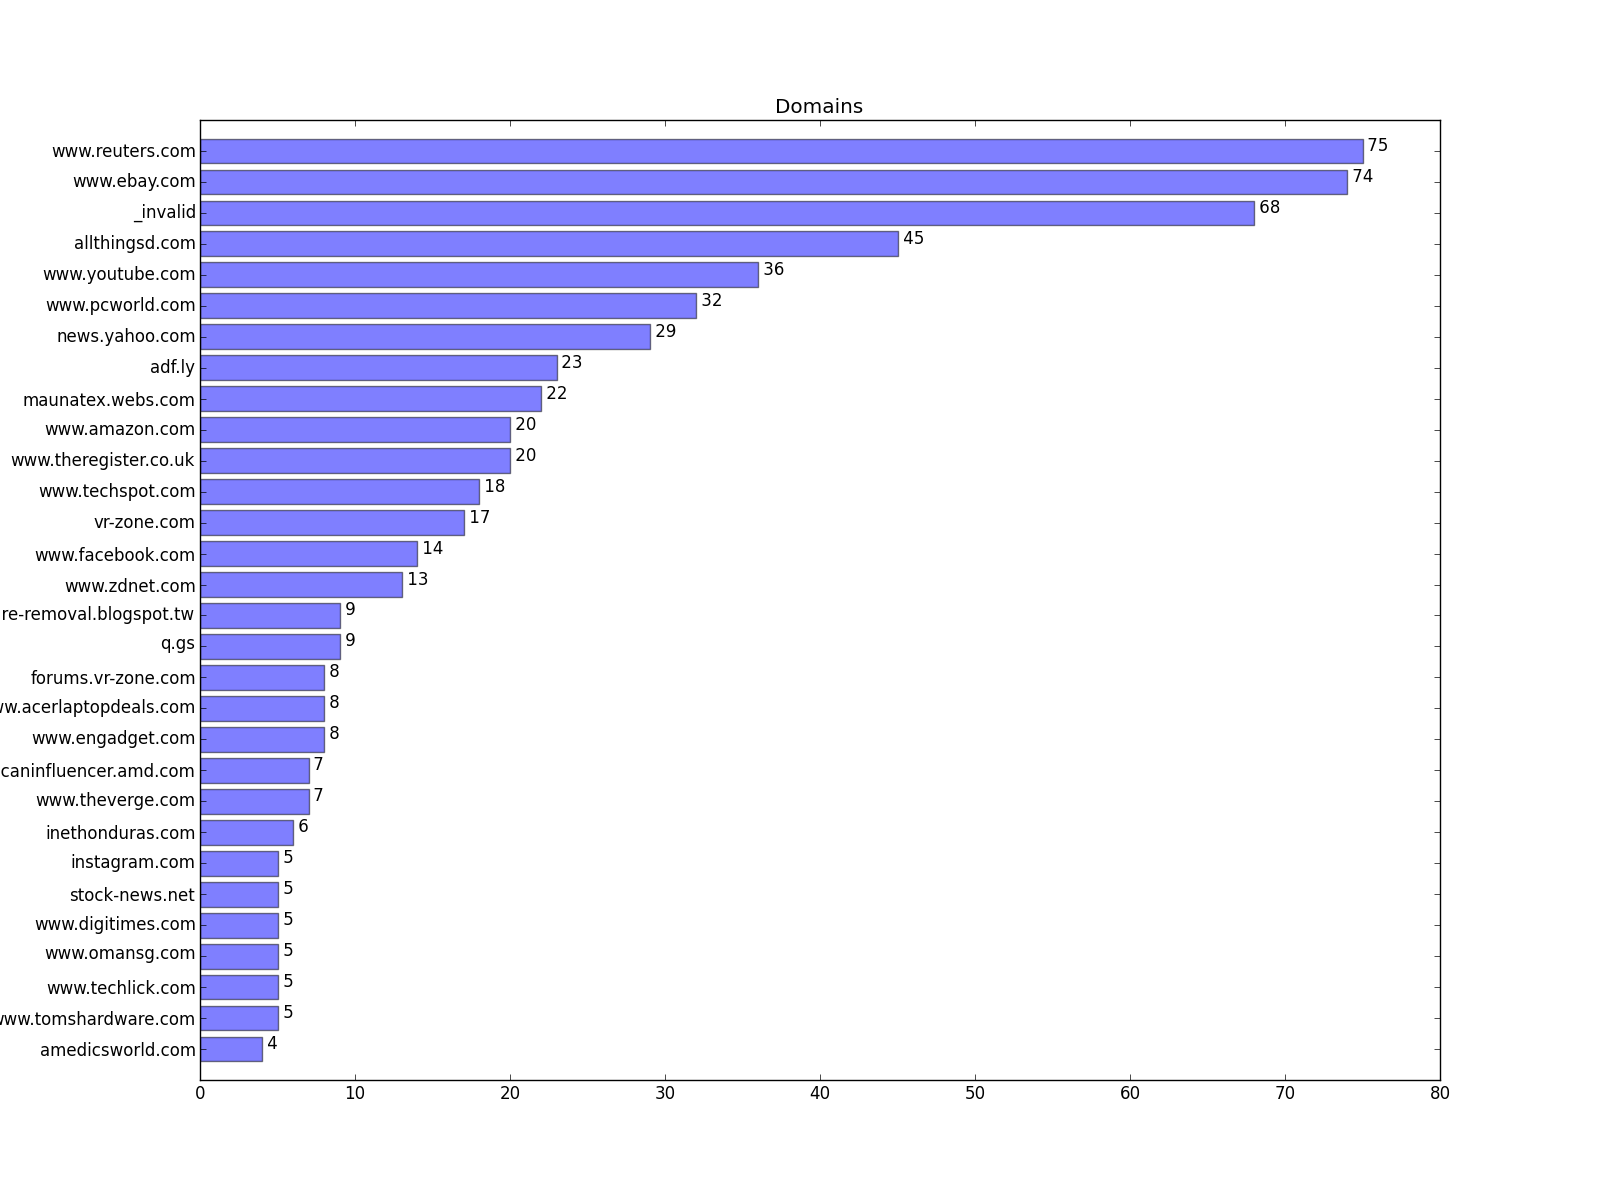 Domains
www.reuters.com 75
www.ebay.com 74
_invalid 68
allthingsd.com 45
www.youtube.com 36
www.pcworld.com 32
news.yahoo.com 29
adf.ly 23
maunatex.webs.com 22
www.amazon.com 20
www.theregister.co.uk 20
www.techspot.com 18
vr-zone.com 17
www.facebook.com 14
www.zdnet.com 13
re-removal.blogspot.tw 9
q.gs 9
forums.vr-zone.com 8
w.acerlaptopdeals.com 8
www.engadget.com 8
caninfluencer.amd.com 7
www.theverge.com 7
inethonduras.com 6
instagram.com 5
stock-news.net 5
www.digitimes.com 5
www.omansg.com 5
www.techlick.com 5
www.tomshardware.com 5
amedicsworld.com 4
0 10 20 30 40 50 60 70 80